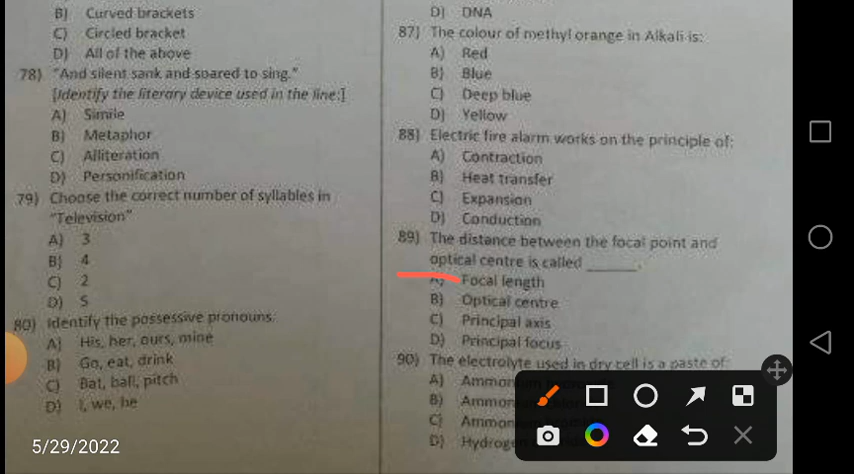 B) Curved brackets
C) Circled bracket
D) All of the above
78) "And silent sank and soared to sing."
[Identify the literary device used in the line:]
A) Simile
B) Metaphor
C) Alliteration
D) Personification
79) Choose the correct number of syllables in
"Television"
A) 3
B) 4
C) 2
D) 5
80) Identify the possessive pronouns:
A) His, her, ours, mine
B) Go, eat, drink
C) Bat, ball, pitch
D) I, we, he
D) DNA
87) The colour of methyl orange in Alkali is:
A) Red
B) Blue
C) Deep blue
D) Yellow
88) Electric fire alarm works on the principle of:
A) Contraction
B) Heat transfer
C) Expansion
D) Conduction
89) The distance between the focal point and
optical centre is called ______.
A) Focal length
B) Optical centre
C) Principal axis
D) Principal focus
90) The electrolyte used in dry cell is a paste of:
A)
B)
C)
D)
5/29/2022